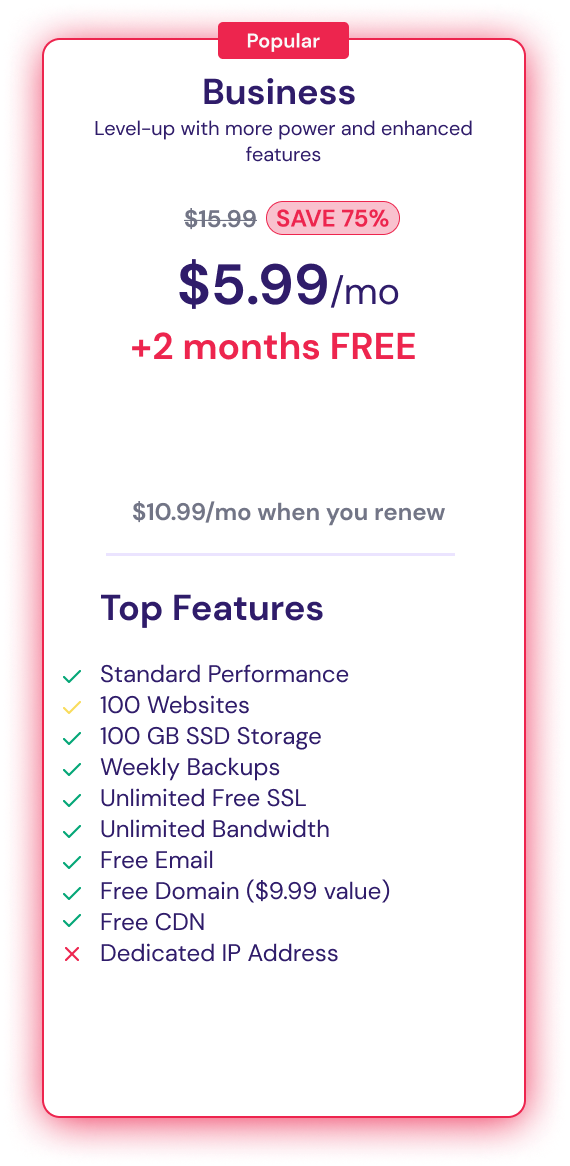 Popular
Business
Level-up with more power and enhanced
features
$15.99 SAVE 75%
$5.99/mo
+2 months FREE
$10.99/mo when you renew
Top Features
Standard Performance
100 Websites
100 GB SSD Storage
Weekly Backups
Unlimited Free SSL
Unlimited Bandwidth
Free Email
Free Domain ($9.99 value)
Free CDN
Dedicated IP Address